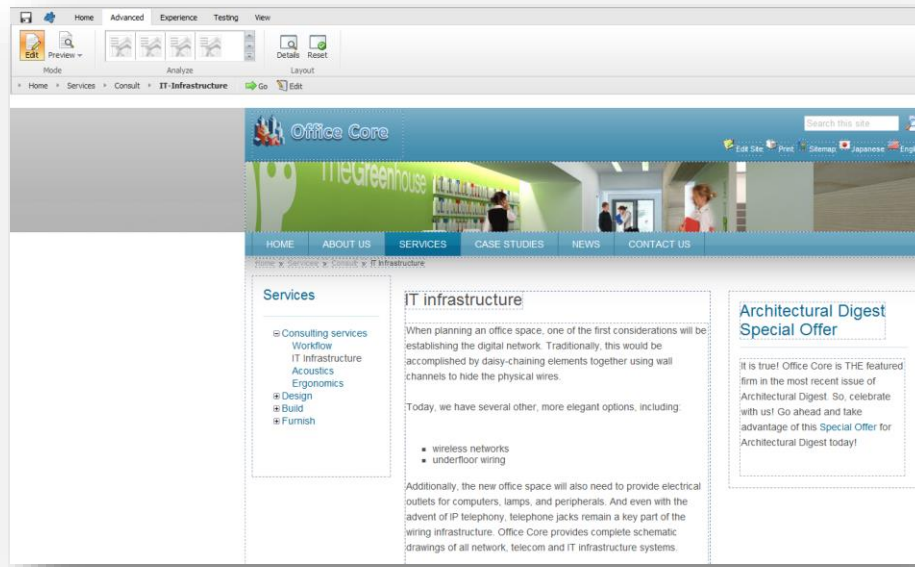 Home Advanced Experience Testing View
Edit Preview Details Reset
Mode Analyze Layout
Home Services Consult IT-Infrastructure Go Edit
Office Core
Search this site
Edit Site Print Sitemap Japanese Engl
TheGreenhouse
HOME ABOUT US SERVICES CASE STUDIES NEWS CONTACT US
Home x Services x Consult x IT Infrastructure
Services
Consulting services
Workflow
IT Infrastructure
Acoustics
Ergonomics
Design
Build
Furnish
IT infrastructure
When planning an office space, one of the first considerations will be
establishing the digital network. Traditionally, this would be
accomplished by daisy-chaining elements together using wall
channels to hide the physical wires.
Today, we have several other, more elegant options, including:
wireless networks
underfloor wiring
Additionally, the new office space will also need to provide electrical
outlets for computers, lamps, and peripherals. And even with the
advent of IP telephony, telephone jacks remain a key part of the
wiring infrastructure. Office Core provides complete schematic
drawings of all network, telecom and IT infrastructure systems.
Architectural Digest
Special Offer
It is true! Office Core is THE featured
firm in the most recent issue of
Architectural Digest. So, celebrate
with us! Go ahead and take
advantage of this Special Offer for
Architectural Digest today!